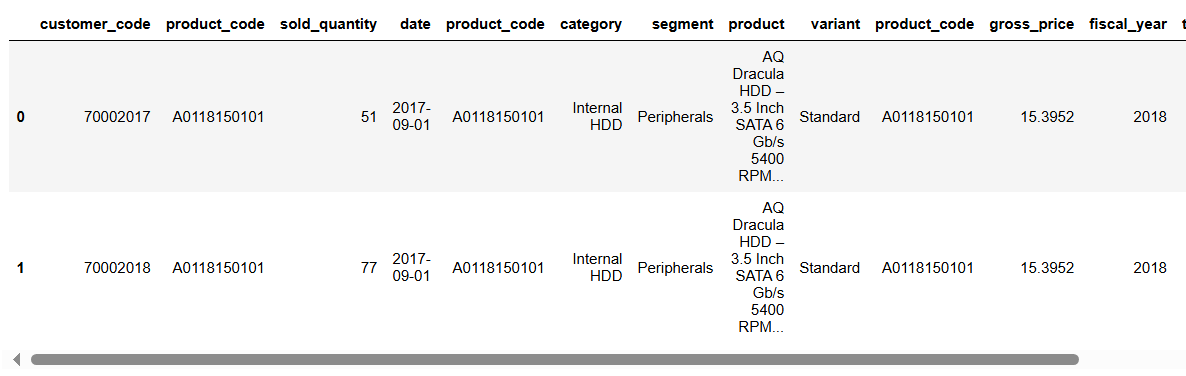 customer_code product_code sold_quantity date product_code category segment product variant product_code gross_price fiscal_year t
0 70002017 A0118150101 51 2017-09-01 A0118150101 Internal HDD Peripherals AQ Dracula HDD – 3.5 Inch SATA 6 Gb/s 5400 RPM... Standard A0118150101 15.3952 2018
1 70002018 A0118150101 77 2017-09-01 A0118150101 Internal HDD Peripherals AQ Dracula HDD – 3.5 Inch SATA 6 Gb/s 5400 RPM... Standard A0118150101 15.3952 2018